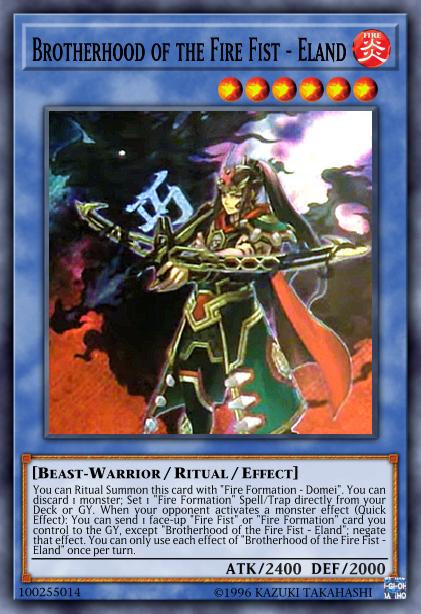 Brotherhood of the Fire Fist - Eland
FIRE
炎
巧
[Beast-Warrior / Ritual / Effect]
You can Ritual Summon this card with "Fire Formation - Domei". You can
discard 1 monster; Set 1 "Fire Formation" Spell/Trap directly from your
Deck or GY. When your opponent activates a monster effect (Quick
Effect): You can send 1 face-up "Fire Fist" or "Fire Formation" card you
control to the GY, except "Brotherhood of the Fire Fist - Eland"; negate
that effect. You can only use each effect of "Brotherhood of the Fire Fist -
Eland" once per turn.
ATK/2400 DEF/2000
100255014
©1996 KAZUKI TAKAHASHI